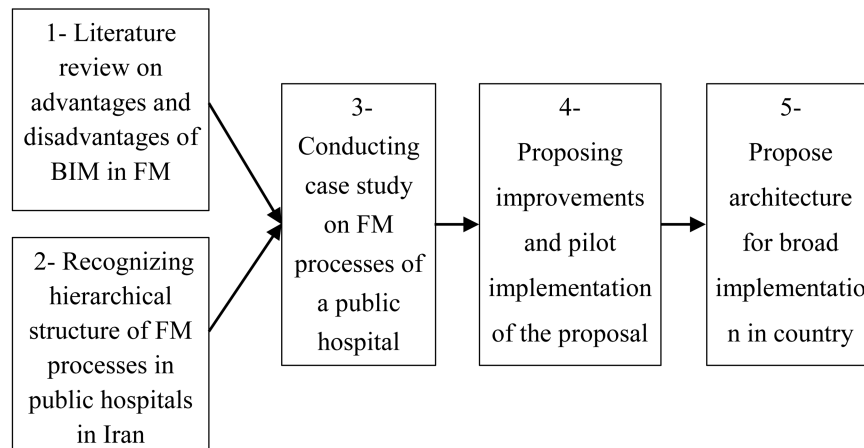 1- Literature
review on
advantages and
disadvantages of
BIM in FM
2- Recognizing
hierarchical
structure of FM
processes in
public hospitals
in Iran
3-
Conducting
case study
on FM
processes of
a public
hospital
4-
Proposing
improvements
and pilot
implementation
of the proposal
5-
Propose
architecture
for broad
implementatio
n in country